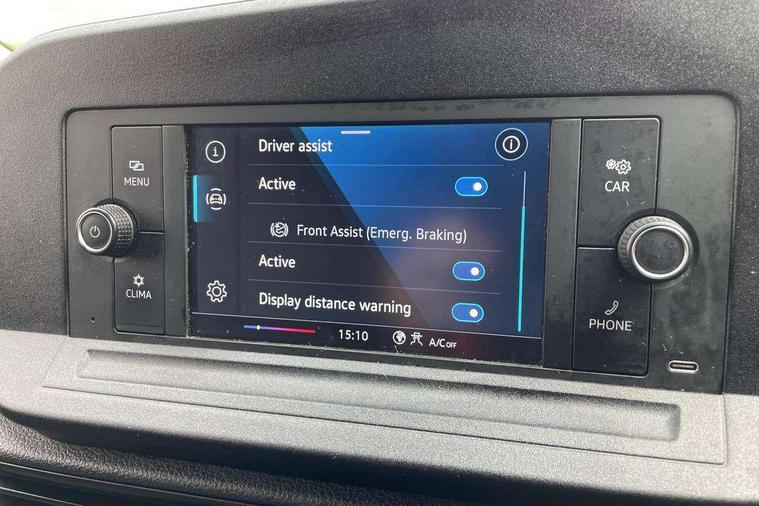 MENU
CLIMA
Driver assist
Active
Front Assist (Emerg. Braking)
Active
Display distance warning
15:10
A/C OFF
CAR
PHONE